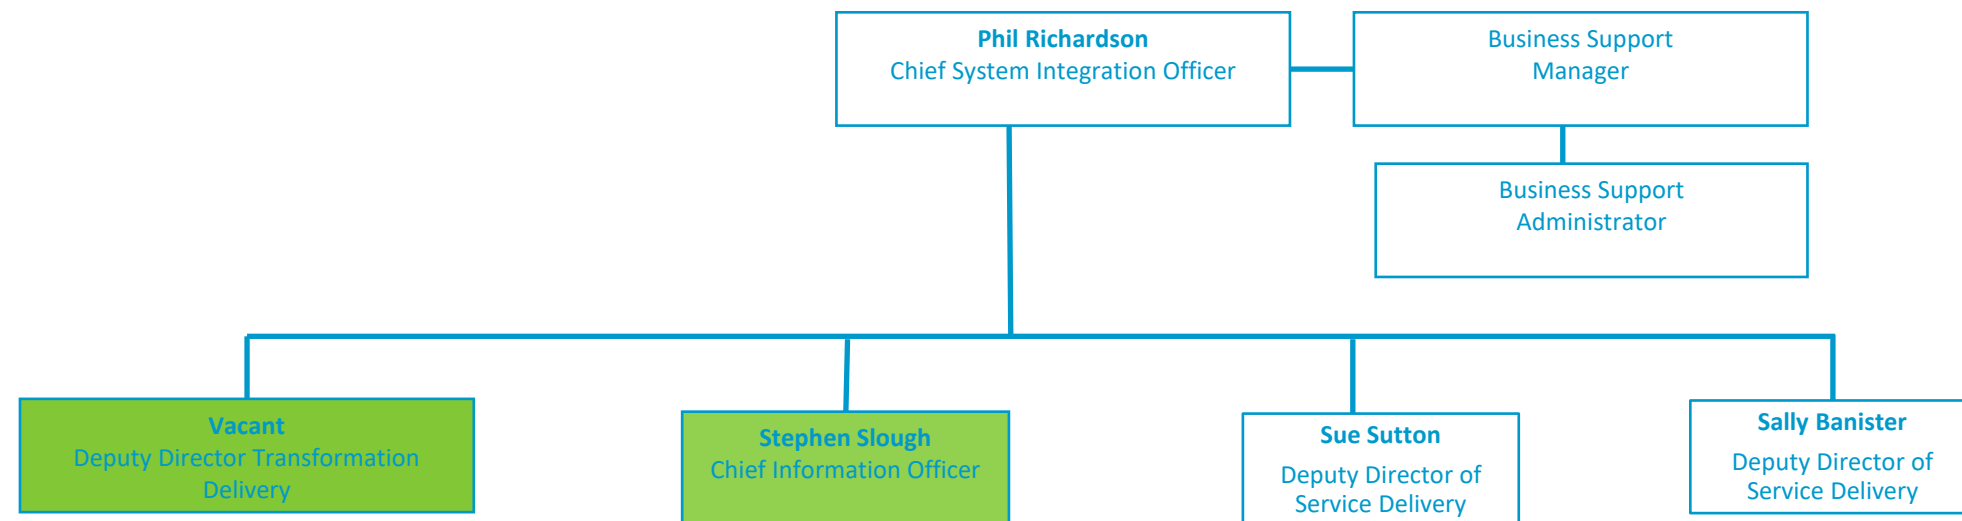 Phil Richardson
Chief System Integration Officer
Business Support
Manager
Business Support
Administrator
Vacant
Deputy Director Transformation
Delivery
Stephen Slough
Chief Information Officer
Sue Sutton
Deputy Director of
Service Delivery
Sally Banister
Deputy Director of
Service Delivery